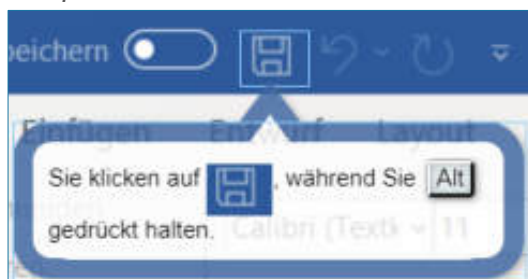 peichern
Einfügen Entwurf Layout
Sie klicken auf , während Sie Alt
gedrückt halten.
Calibri (Textk 11